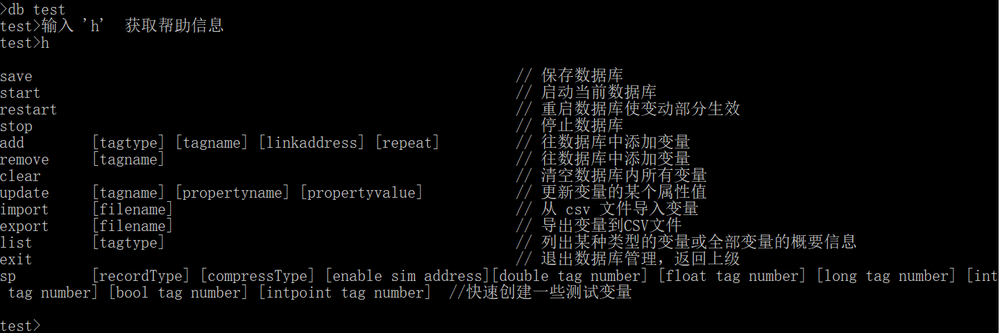 >db test
test>输入 'h'  获取帮助信息
test>h
save // 保存数据库
start // 启动当前数据库
restart // 重启数据库使变动部分生效
stop // 停止数据库
add [tagtype] [tagname] [linkaddress] [repeat] // 往数据库中添加变量
remove [tagname] // 往数据库中添加变量
clear // 清空数据库内所有变量
update [tagname] [propertyname] [propertyvalue] // 更新变量的某个属性值
import [filename] // 从 csv 文件导入变量
export [filename] // 导出变量到CSV文件
list [tagtype] // 列出某种类型的变量或全部变量的概要信息
exit // 退出数据库管理，返回上级
sp [recordType] [compressType] [enable sim address][double tag number] [float tag number] [long tag number] [int
tag number] [bool tag number] [intpoint tag number]  //快速创建一些测试变量
test>